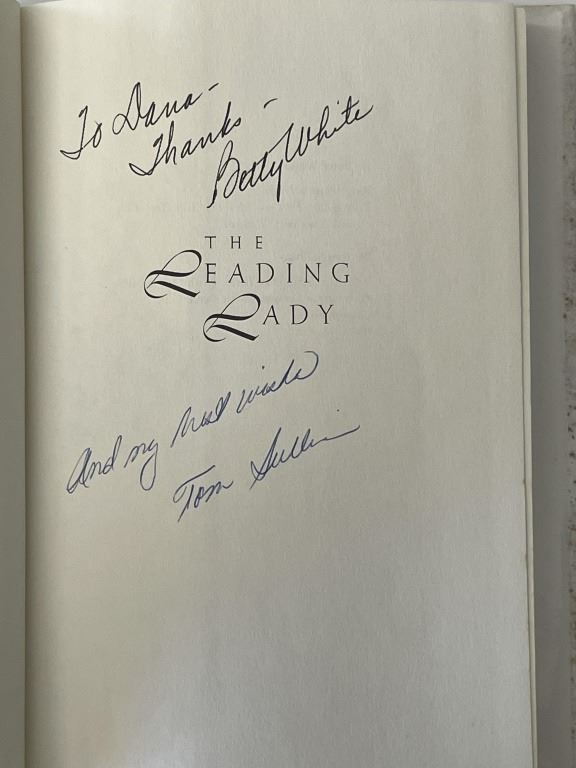 To Dana-
Thanks -
Betty White
THE
LEADING
LADY
And my best wishes
Tom Sullivan